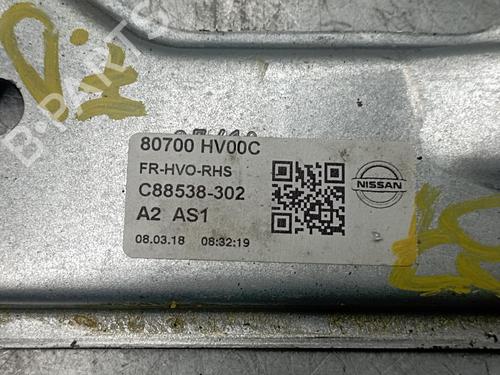 B-PARTS
80700 HV00C
FR-HVO-RHS
C88538-302
A2 AS1
08.03.18 08:32:19
NISSAN